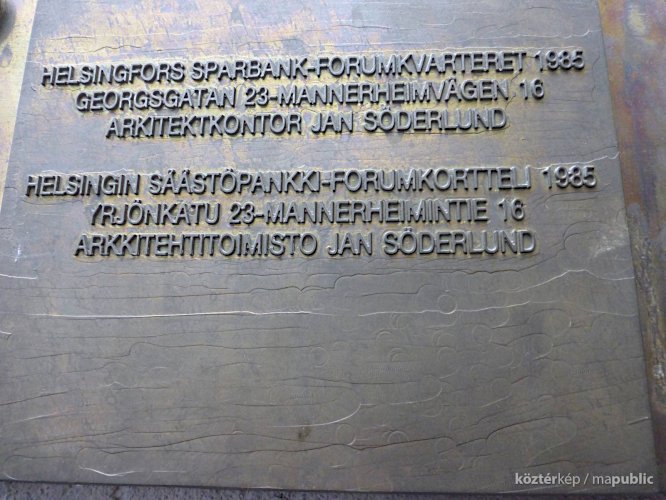 HELSINGFORS SPARBANK-FORUMKVARTERET 1985
GEORGSGATAN 23-MANNERHEIMVÄGEN 16
ARKITEKTKONTOR JAN SÖDERLUND
HELSINGIN SÄÄSTÖPANKKI-FORUMKORTTELI 1985
YRJÖNKATU 23-MANNERHEIMINTIE 16
ARKKITEHTITOIMISTO JAN SÖDERLUND
köztérkép / mapublic